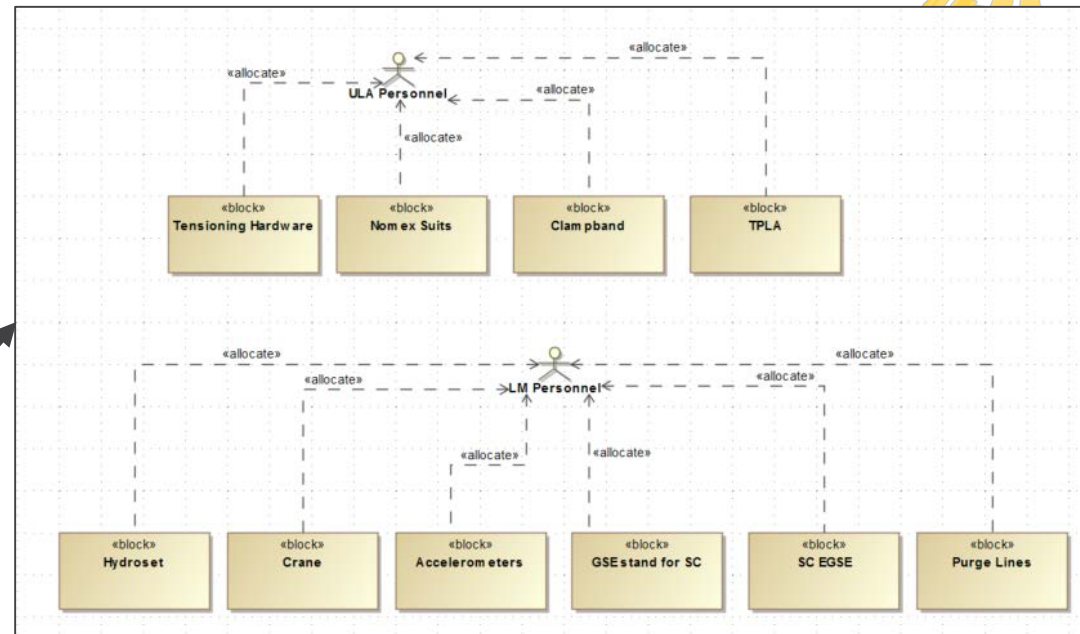 «allocate»
«allocate»
ULA Personnel
«allocate»
«allocate»
«block»
Tensioning Hardware
«block»
Nomex Suits
«block»
Clampband
«block»
TPLA
«allocate»
«allocate»
«allocate»
«allocate»
LM Personnel
«allocate»
«allocate»
«block»
Hydroset
«block»
Crane
«block»
Accelerometers
«block»
GSE stand for SC
«block»
SC EGSE
«block»
Purge Lines